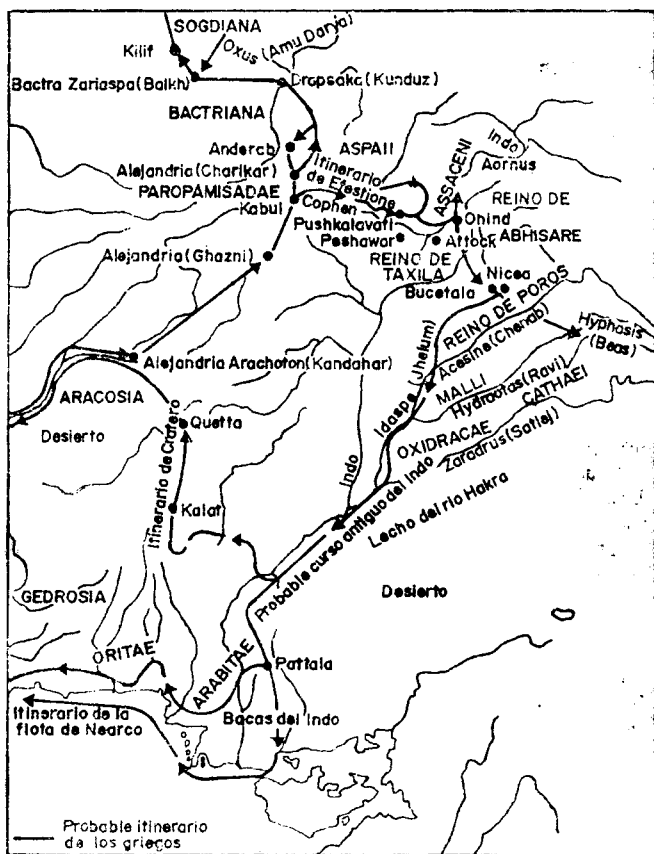 SOGDIANA
Kilif
Oxus (Amu Darja)
Bactra Zariaspa (Balkh)
Drapsaka (Kunduz)
BACTRIANA
Anderab
ASPAII
Indo
Aornus
Alejandria (Charikar)
Itinerario
de Efestione
ASSACENI
PAROPAMISADAE
Kabul
Cophen
REINO DE
ABHISARE
Ohind
Pushkalavati
Peshawar
Attock
Alejandria (Ghazni)
REINO DE
TAXILA
Nicea
Bucefala
REINO DE POROS
Acesine (Chenab)
Hyphasis
(Beas)
Alejandria Arachoton (Kandahar)
Idaspe (Jhelum)
MALLI
Hydraotas (Ravi)
CATHAEI
ARACOSIA
Desierto
Quetta
OXIDRACAE
Zaradrus (Satlej)
Itinerario de Cratero
Indo
Kalat
Probable curso antiguo del Indo
Lecho del rio Hakra
Desierto
GEDROSIA
ORITAE
ARABITAE
Pattala
Itinerario de la
flota de Nearco
Bacas del Indo
Probable itinerario
de los griegos